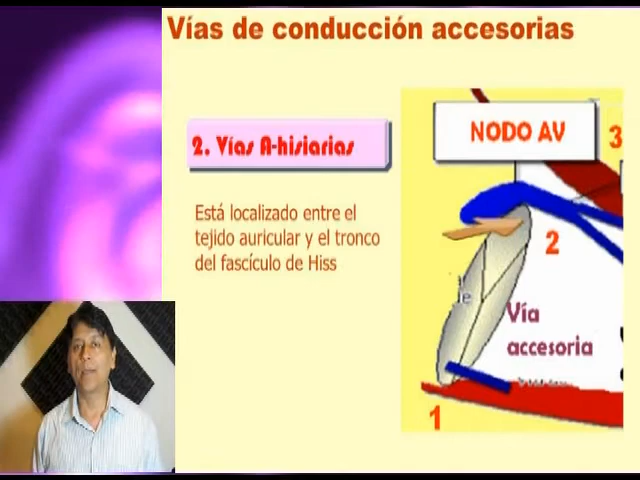 Vías de conducción accesorias
2. Vías A-hisiarias
Está localizado entre el
tejido auricular y el tronco
del fascículo de Hiss
NODO AV
3
2
Vía
accesoria
1